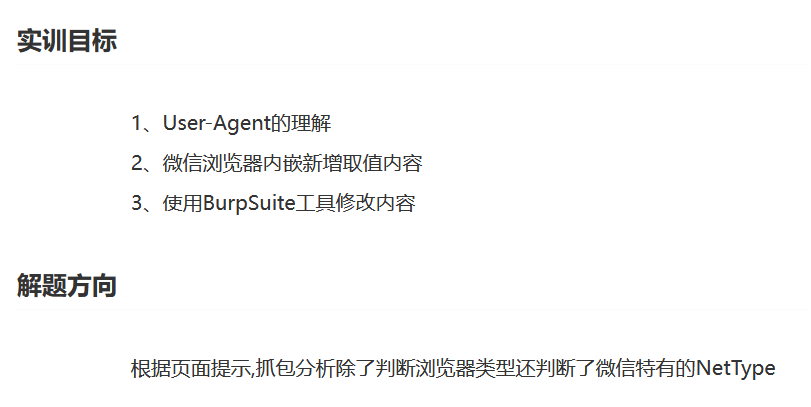 实训目标
1、User-Agent的理解
2、微信浏览器内嵌新增取值内容
3、使用BurpSuite工具修改内容
解题方向
根据页面提示,抓包分析除了判断浏览器类型还判断了微信特有的NetType